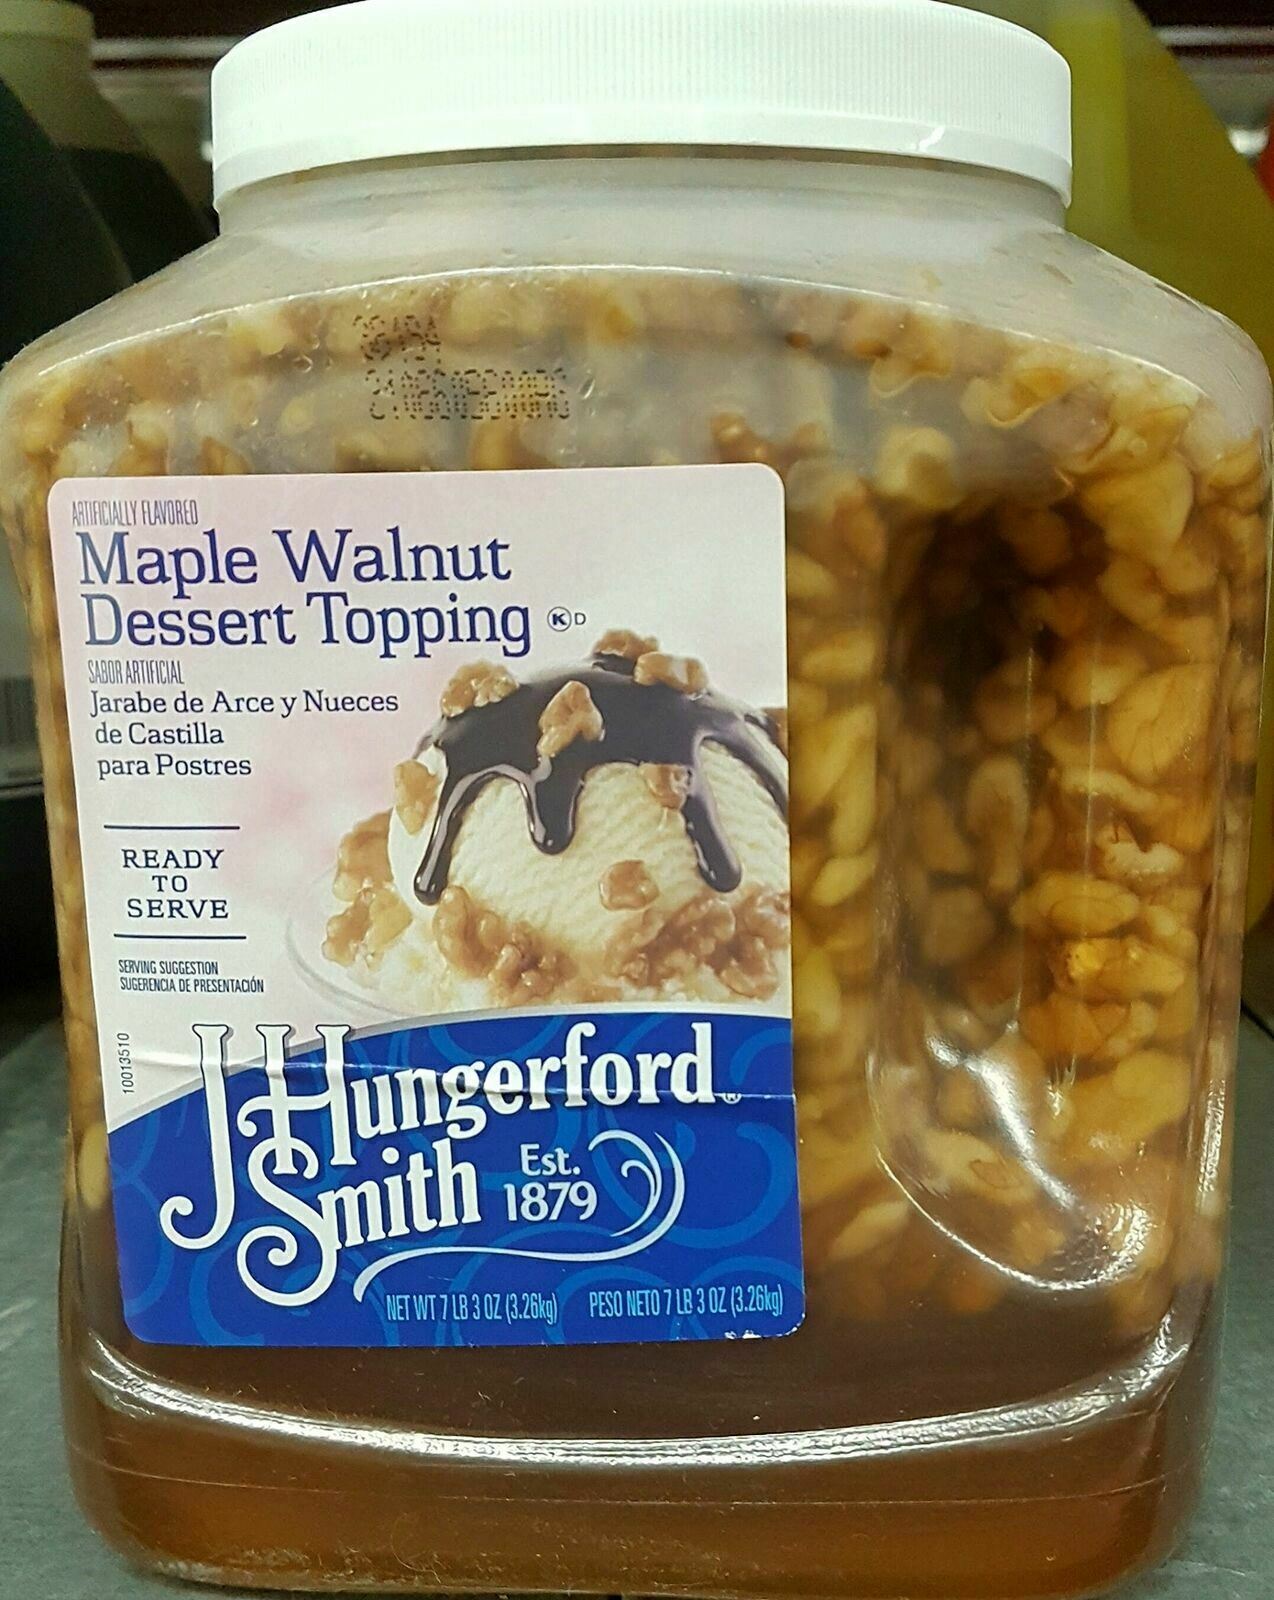 ARTIFICIALLY FLAVORED
Maple Walnut
Dessert Topping K D
SABOR ARTIFICIAL
Jarabe de Arce y Nueces
de Castilla
para Postres
READY
TO
SERVE
SERVING SUGGESTION
SUGERENCIA DE PRESENTACIÓN
10013510
J Hungerford®
Smith Est.
1879
NET WT 7 LB 3 OZ (3.26kg) PESO NETO 7 LB 3 OZ (3.26kg)